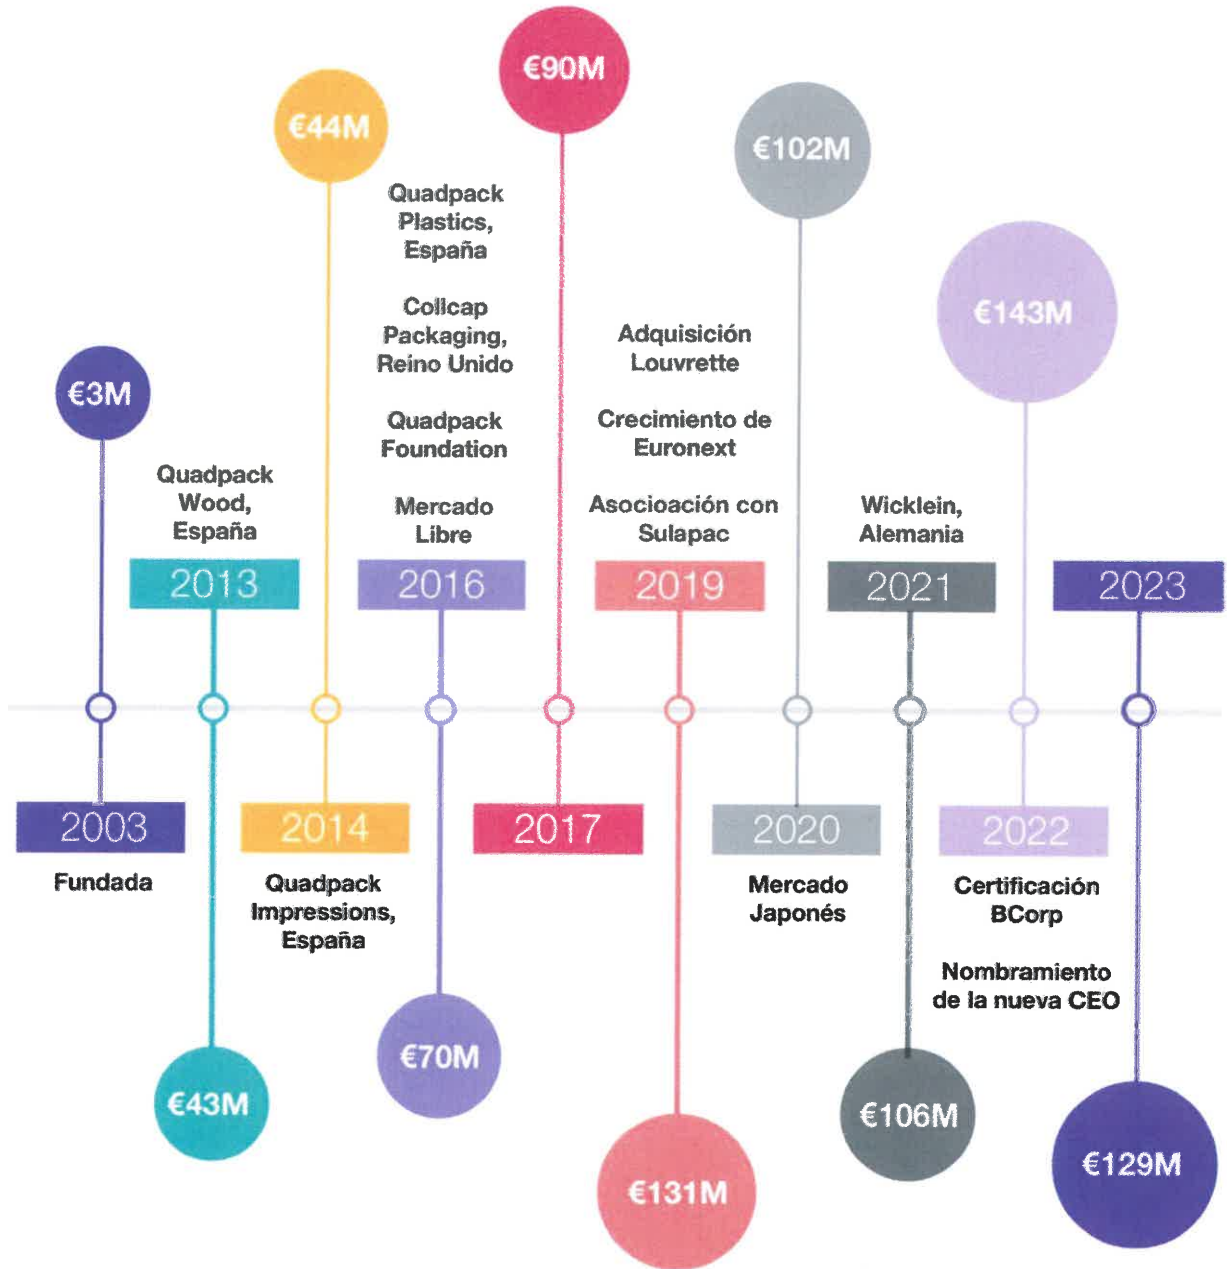 €3M
2003
Fundada
Quadpack
Wood,
España
2013
€43M
€44M
2014
Quadpack
Impressions,
España
Quadpack
Plastics,
España
Collcap
Packaging,
Reino Unido
Quadpack
Foundation
Mercado
Libre
2016
€70M
€90M
2017
Adquisición
Louvrette
Crecimiento de
Euronext
Asocioación con
Sulapac
2019
€131M
€102M
2020
Mercado
Japonés
Wicklein,
Alemania
2021
€106M
€143M
2022
Certificación
BCorp
Nombramiento
de la nueva CEO
2023
€129M